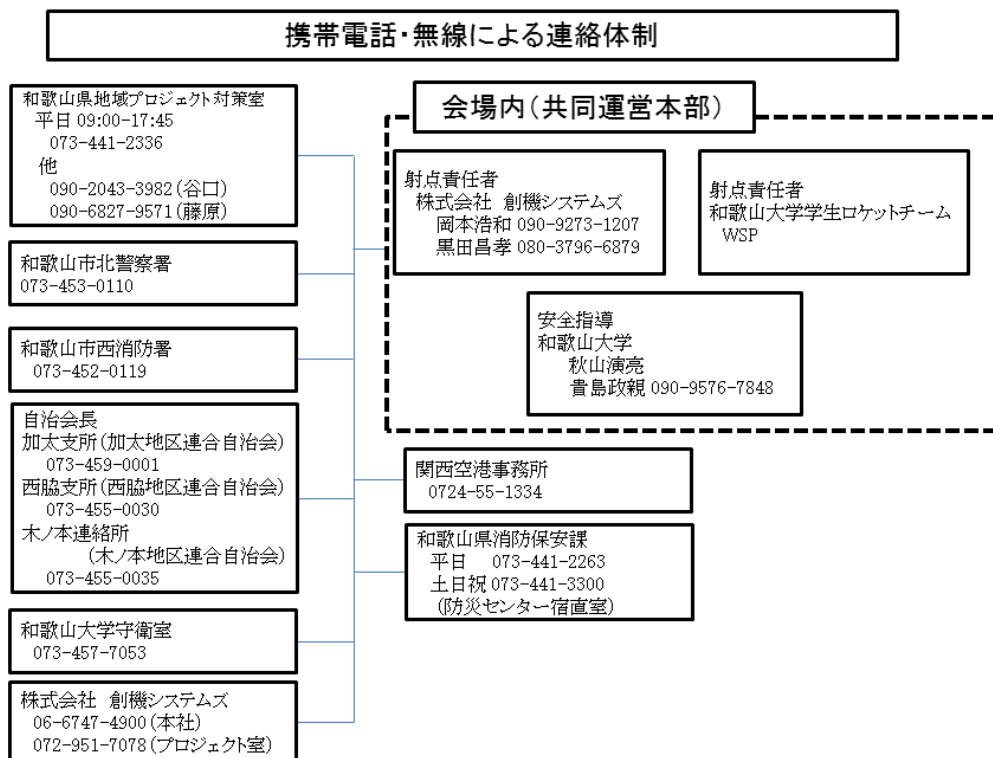 携帯電話・無線による連絡体制
和歌山県地域プロジェクト対策室
平日 09:00-17:45
073-441-2336
他
090-2043-3982(谷口)
090-6827-9571(藤原)
和歌山市北警察署
073-453-0110
和歌山市西消防署
073-452-0119
自治会長
加太支所(加太地区連合自治会)
073-459-0001
西脇支所(西脇地区連合自治会)
073-455-0030
木ノ本連絡所
(木ノ本地区連合自治会)
073-455-0035
和歌山大学守衛室
073-457-7053
株式会社 創機システムズ
06-6747-4900(本社)
072-951-7078(プロジェクト室)
会場内(共同運営本部)
射点責任者
株式会社 創機システムズ
岡本浩和 090-9273-1207
黒田昌孝 080-3796-6879
射点責任者
和歌山大学学生ロケットチーム
WSP
安全指導
和歌山大学
秋山演亮
貴島政親 090-9576-7848
関西空港事務所
0724-55-1334
和歌山県消防保安課
平日 073-441-2263
土日祝 073-441-3300
(防災センター宿直室)